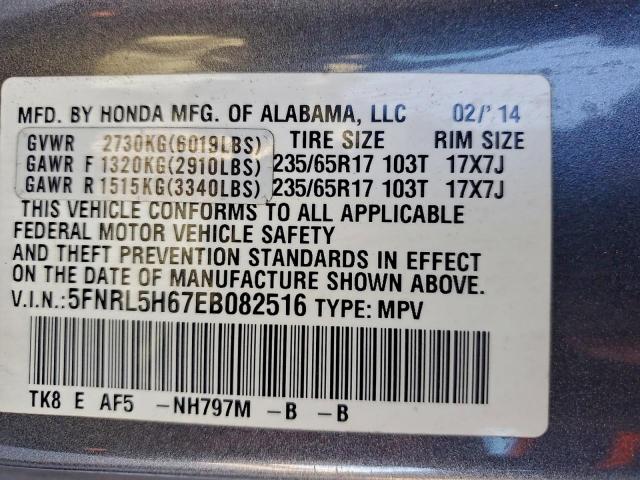 MFD. BY HONDA MFG. OF ALABAMA, LLC 02/'14
GVWR 2730KG(6019LBS) TIRE SIZE RIM SIZE
GAWR F 1320KG(2910LBS) 235/65R17 103T 17X7J
GAWR R 1515KG(3340LBS) 235/65R17 103T 17X7J
THIS VEHICLE CONFORMS TO ALL APPLICABLE
FEDERAL MOTOR VEHICLE SAFETY
AND THEFT PREVENTION STANDARDS IN EFFECT
ON THE DATE OF MANUFACTURE SHOWN ABOVE.
V.I.N.:5FNRL5H67EB082516 TYPE: MPV
TK8 E AF5 -NH797M -B -B